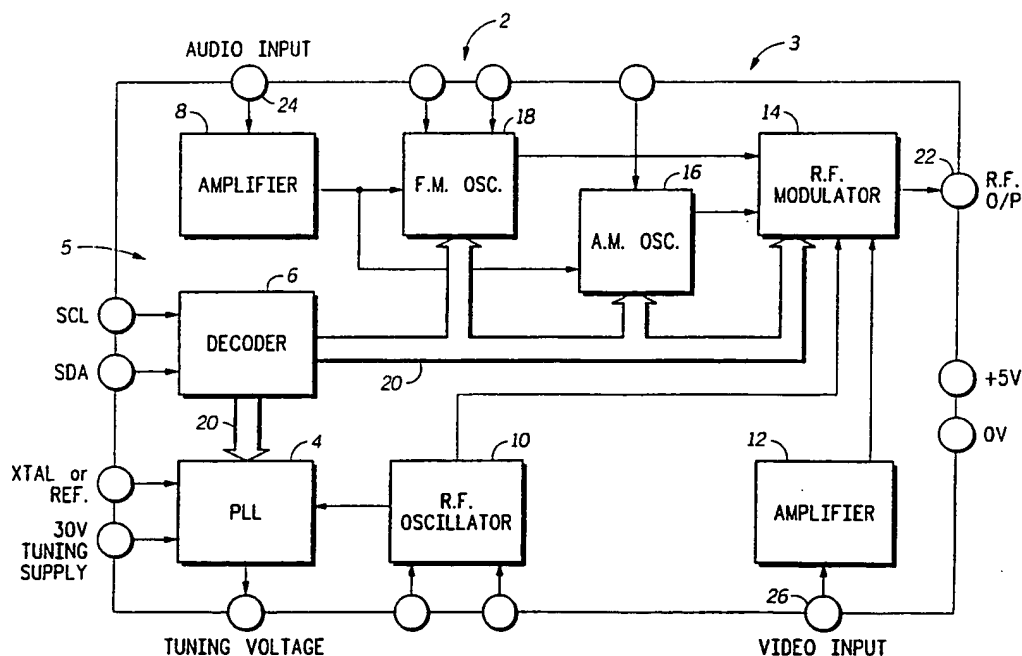 2
3
AUDIO INPUT
24
8
18
14
AMPLIFIER
F.M. OSC.
R.F.
MODULATOR
22
R.F.
O/P
16
A.M. OSC.
5
6
SCL
DECODER
SDA
20
20
+5V
0V
4
10
12
XTAL or
REF.
PLL
R.F.
OSCILLATOR
AMPLIFIER
30V
TUNING
SUPPLY
26
TUNING VOLTAGE
VIDEO INPUT